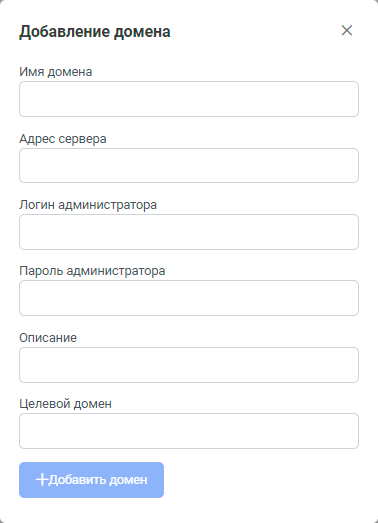 Добавление домена
Имя домена
Адрес сервера
Логин администратора
Пароль администратора
Описание
Целевой домен
Добавить домен